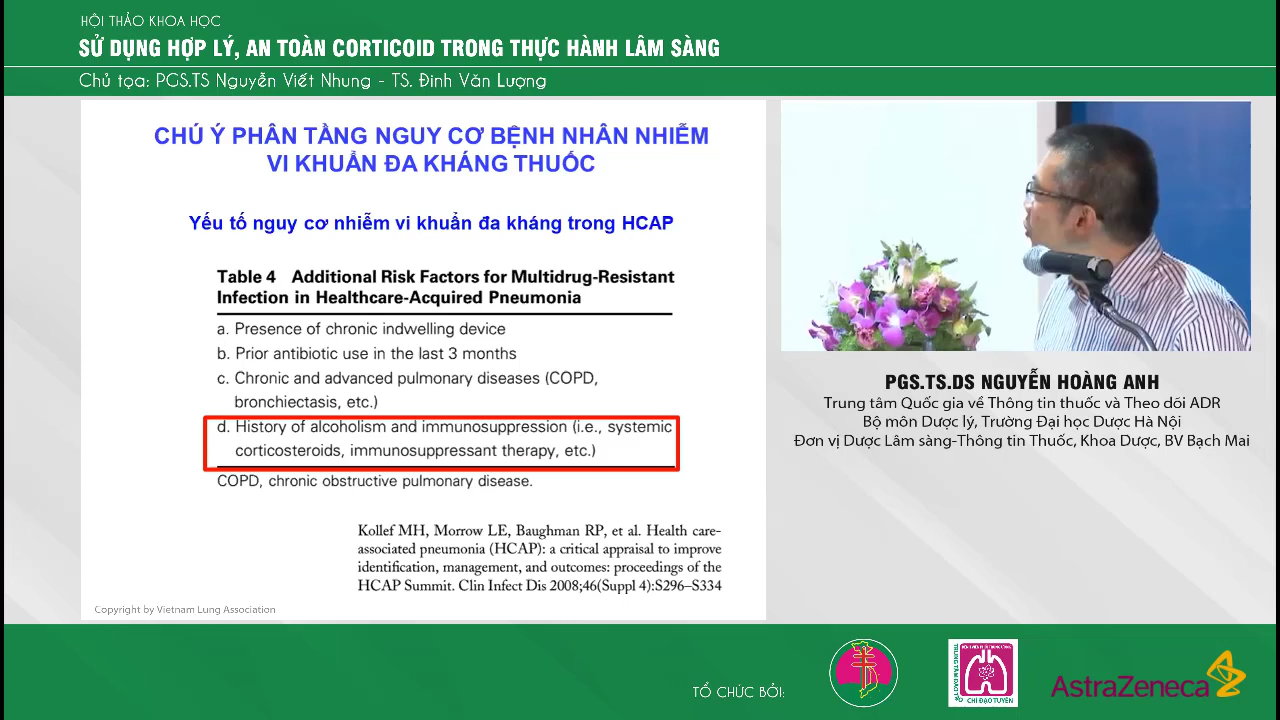 HỘI THẢO KHOA HỌC
SỬ DỤNG HỢP LÝ, AN TOÀN CORTICOID TRONG THỰC HÀNH LÂM SÀNG
Chủ tọa: PGS.TS Nguyễn Viết Nhung - TS. Đinh Văn Lượng
CHÚ Ý PHÂN TẦNG NGUY CƠ BỆNH NHÂN NHIỄM
VI KHUẨN ĐA KHÁNG THUỐC
Yếu tố nguy cơ nhiễm vi khuẩn đa kháng trong HCAP
Table 4 Additional Risk Factors for Multidrug-Resistant
Infection in Healthcare-Acquired Pneumonia
a. Presence of chronic indwelling device
b. Prior antibiotic use in the last 3 months
c. Chronic and advanced pulmonary diseases (COPD,
bronchiectasis, etc.)
d. History of alcoholism and immunosuppression (i.e., systemic
corticosteroids, immunosuppressant therapy, etc.)
COPD, chronic obstructive pulmonary disease.
Kollef MH, Morrow LE, Baughman RP, et al. Health care-
associated pneumonia (HCAP): a critical appraisal to improve
identification, management, and outcomes: proceedings of the
HCAP Summit. Clin Infect Dis 2008;46(Suppl 4):S296–S334
Copyright by Vietnam Lung Association
PGS.TS.DS NGUYỄN HOÀNG ANH
Trung tâm Quốc gia về Thông tin thuốc và Theo dõi ADR
Bộ môn Dược lý, Trường Đại học Dược Hà Nội
Đơn vị Dược Lâm sàng-Thông tin Thuốc, Khoa Dược, BV Bạch Mai
TỔ CHỨC BỞI:
CHỈ ĐẠO TUYẾN
AstraZeneca